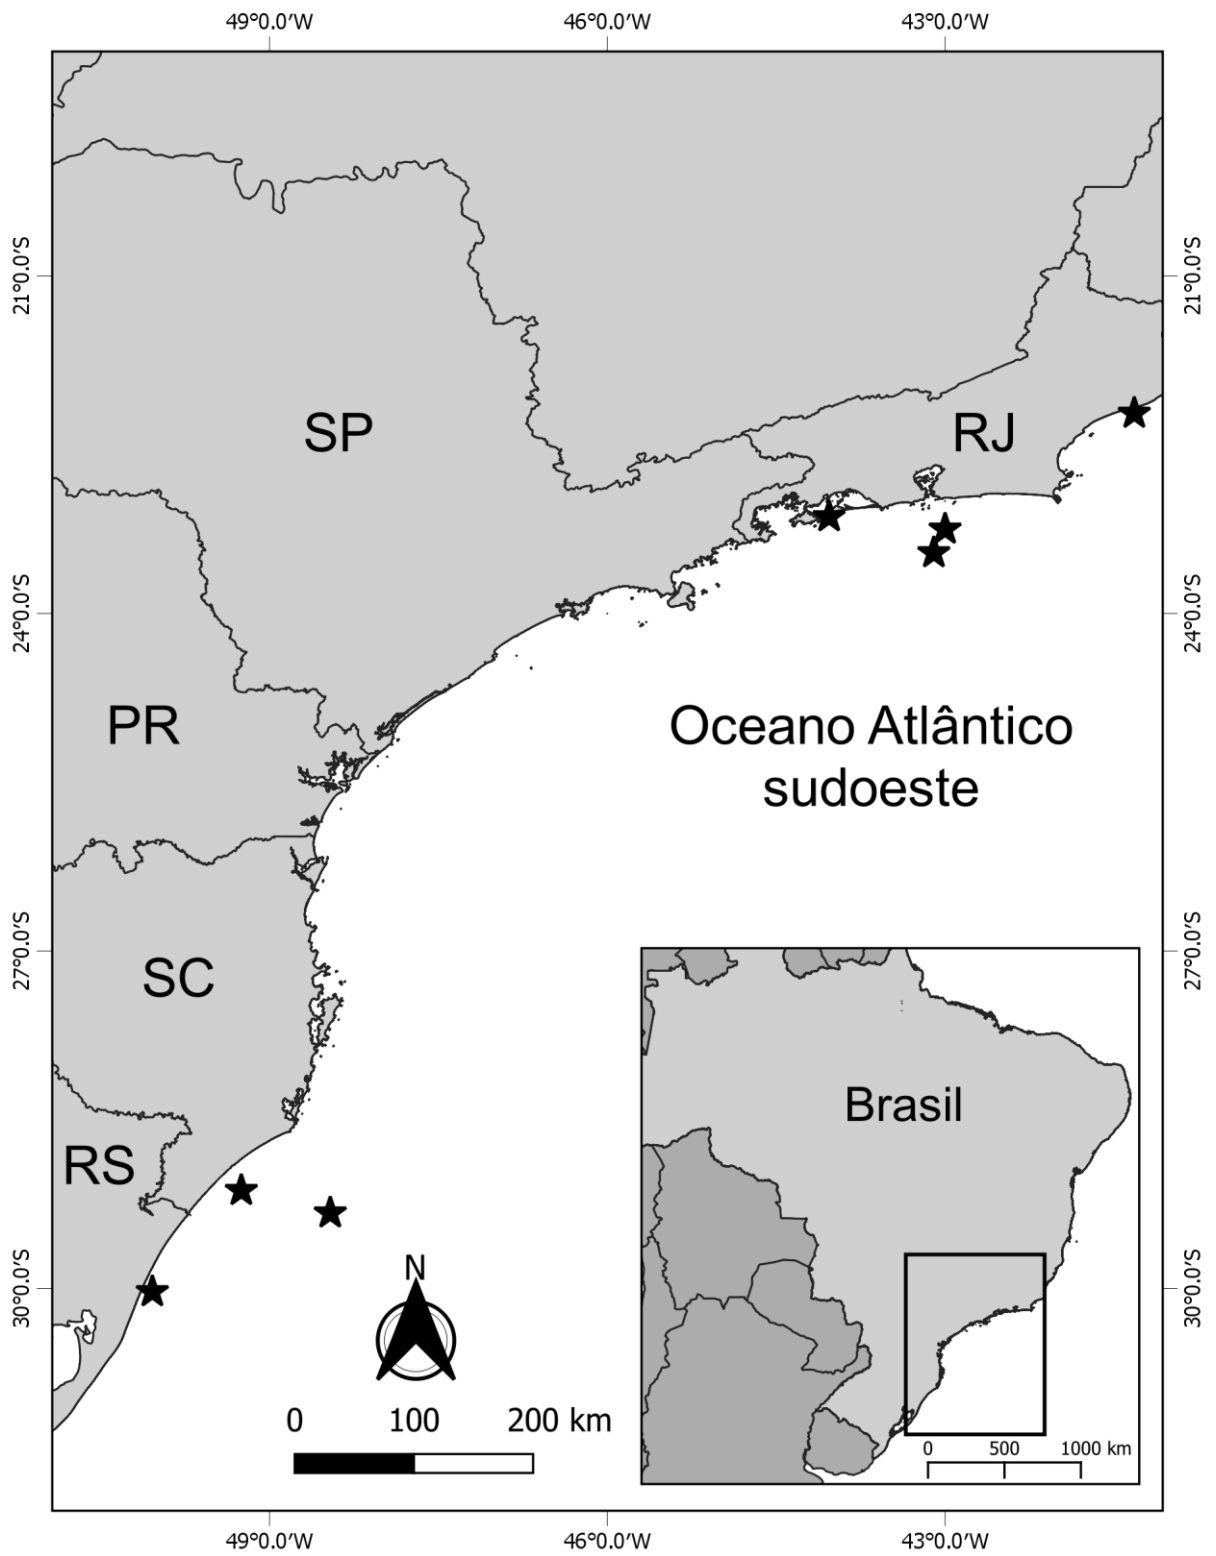 49°0.0′W 46°0.0′W 43°0.0′W
21°0.0′S 21°0.0′S
SP RJ
24°0.0′S 24°0.0′S
PR
Oceano Atlântico
sudoeste
27°0.0′S 27°0.0′S
SC
Brasil
RS
N
30°0.0′S 30°0.0′S
0 100 200 km
0 500 1000 km
49°0.0′W 46°0.0′W 43°0.0′W